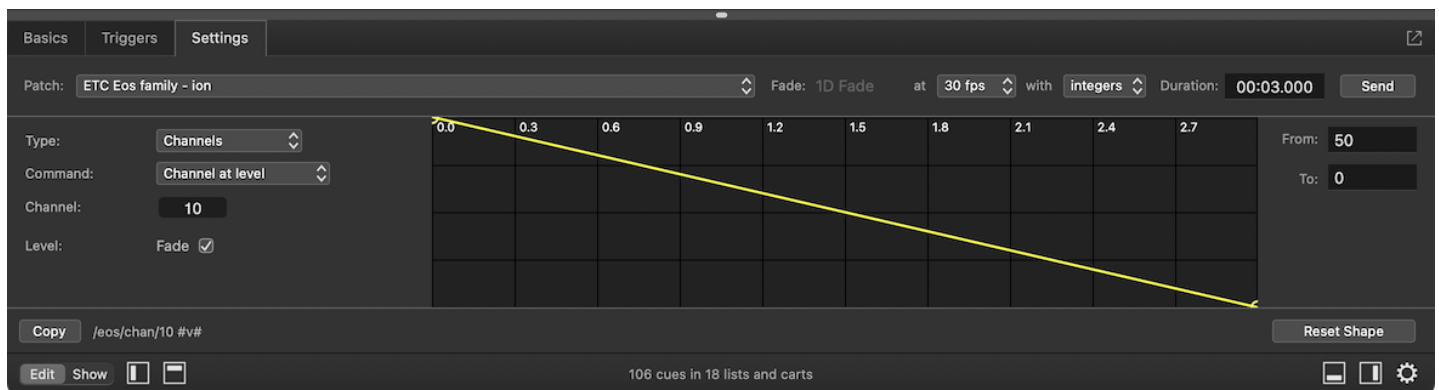 Basics Triggers Settings
Patch: ETC Eos family - ion Fade: 1D Fade at 30 fps with integers Duration: 00:03.000 Send
0.0 0.3 0.6 0.9 1.2 1.5 1.8 2.1 2.4 2.7
Type: Channels From: 50
Command: Channel at level To: 0
Channel: 10
Level: Fade
Copy /eos/chan/10 #v# Reset Shape
Edit Show 106 cues in 18 lists and carts